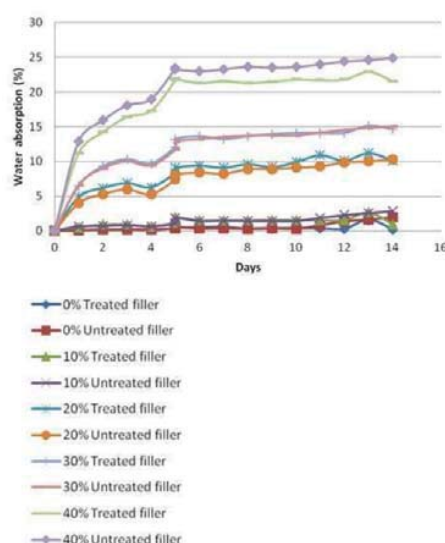 30
25
20
15
10
5
0
Water absorption (%)
0 2 4 6 8 10 12 14 16
Days
0% Treated filler
0% Untreated filler
10% Treated filler
10% Untreated filler
20% Treated filler
20% Untreated filler
30% Treated filler
30% Untreated filler
40% Treated filler
40% Untreated filler